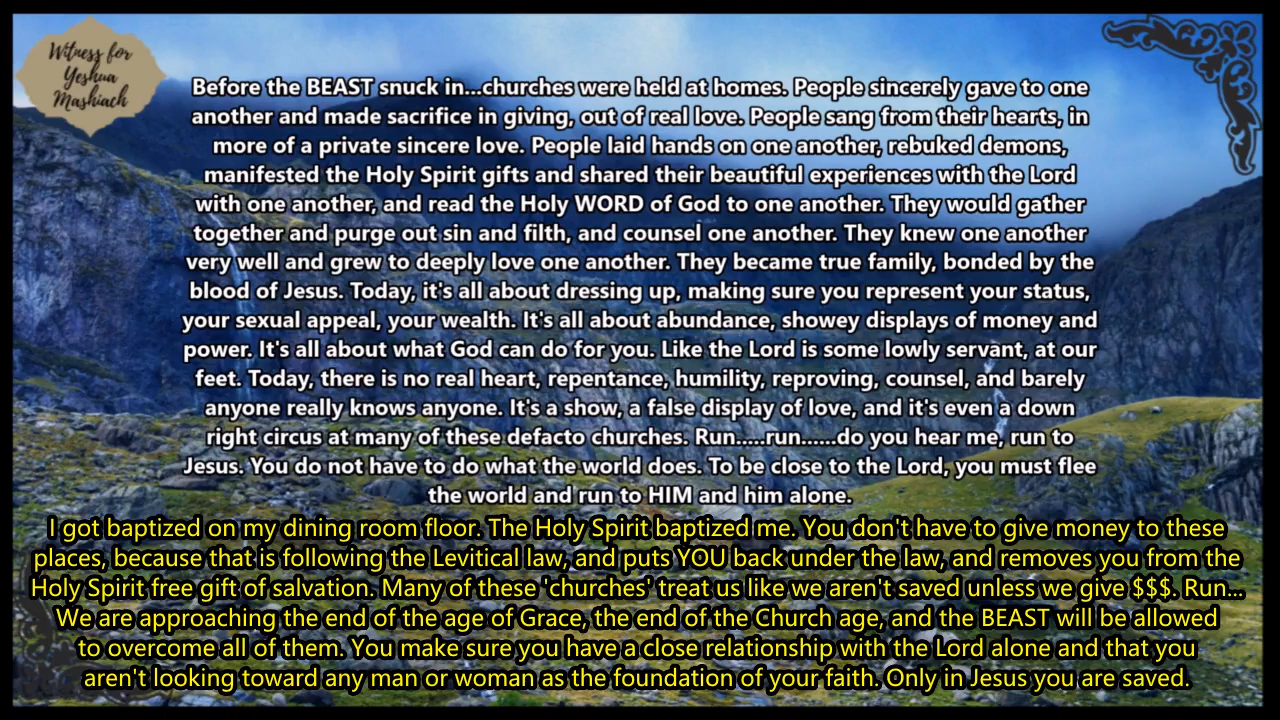 Witness for
Yeshua
Mashiach
Before the BEAST snuck in...churches were held at homes. People sincerely gave to one
another and made sacrifice in giving, out of real love. People sang from their hearts, in
more of a private sincere love. People laid hands on one another, rebuked demons,
manifested the Holy Spirit gifts and shared their beautiful experiences with the Lord
with one another, and read the Holy WORD of God to one another. They would gather
together and purge out sin and filth, and counsel one another. They knew one another
very well and grew to deeply love one another. They became true family, bonded by the
blood of Jesus. Today, it's all about dressing up, making sure you represent your status,
your sexual appeal, your wealth. It's all about abundance, showey displays of money and
power. It's all about what God can do for you. Like the Lord is some lowly servant, at our
feet. Today, there is no real heart, repentance, humility, reproving, counsel, and barely
anyone really knows anyone. It's a show, a false display of love, and it's even a down
right circus at many of these defacto churches. Run.....run......do you hear me, run to
Jesus. You do not have to do what the world does. To be close to the Lord, you must flee
the world and run to HIM and him alone.
I got baptized on my dining room floor. The Holy Spirit baptized me. You don't have to give money to these
places, because that is following the Levitical law, and puts YOU back under the law, and removes you from the
Holy Spirit free gift of salvation. Many of these 'churches' treat us like we aren't saved unless we give $$$. Run...
We are approaching the end of the age of Grace, the end of the Church age, and the BEAST will be allowed
to overcome all of them. You make sure you have a close relationship with the Lord alone and that you
aren't looking toward any man or woman as the foundation of your faith. Only in Jesus you are saved.